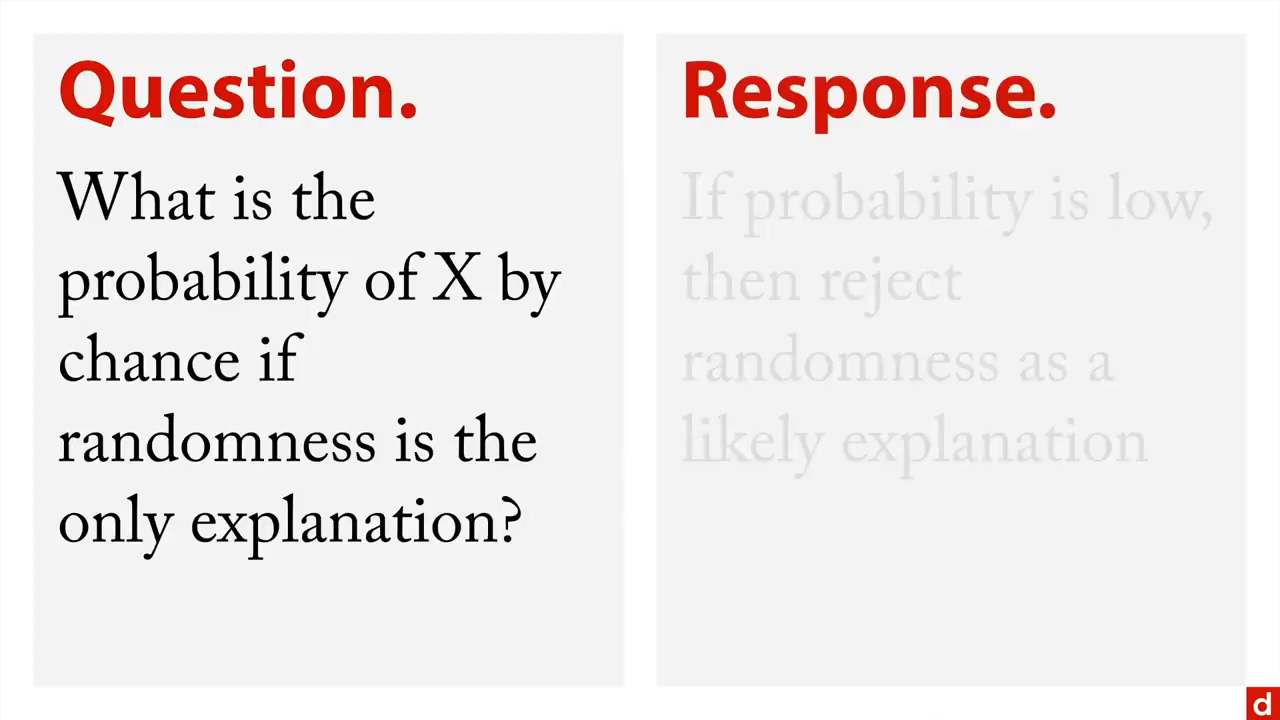 Question.
What is the
probability of X by
chance if
randomness is the
only explanation?
Response.
If probability is low,
then reject
randomness as a
likely explanation
d